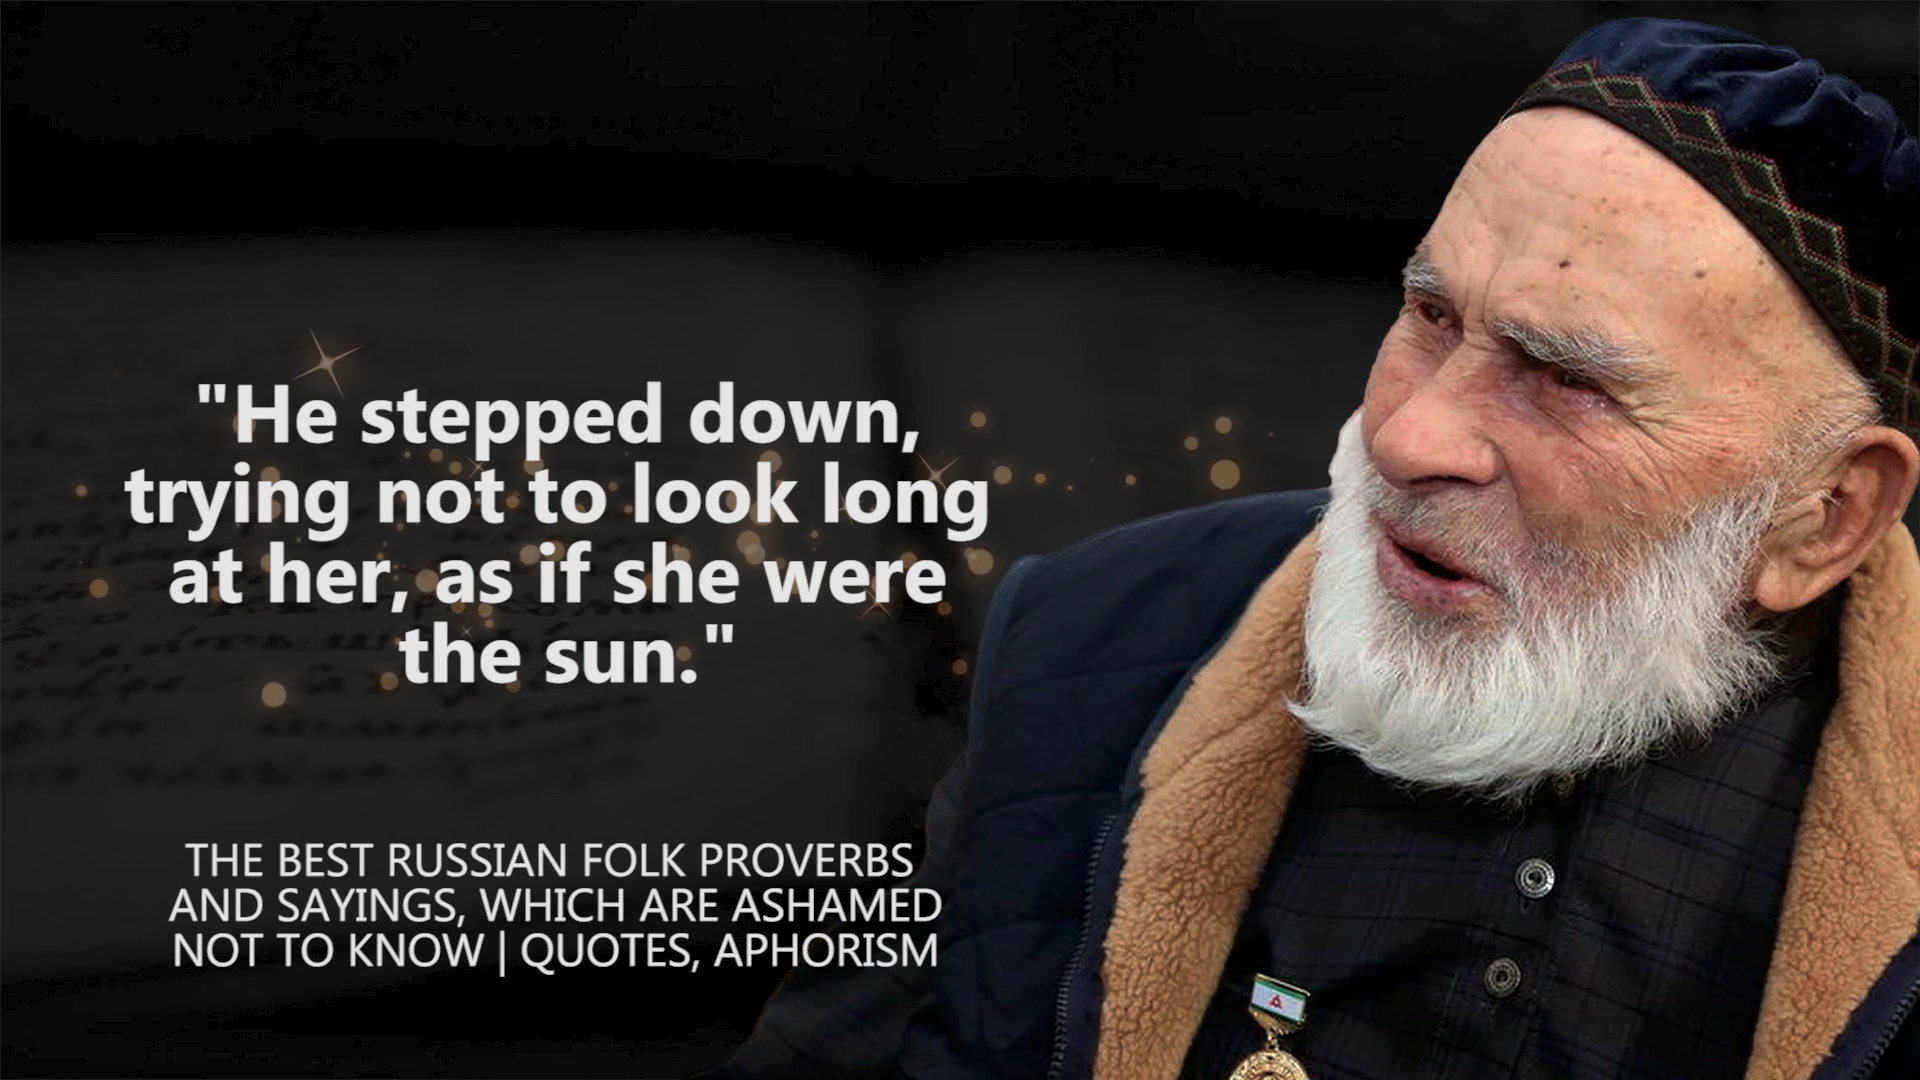 "He stepped down,
trying not to look long
at her, as if she were
the sun."
THE BEST RUSSIAN FOLK PROVERBS
AND SAYINGS, WHICH ARE ASHAMED
NOT TO KNOW | QUOTES, APHORISM